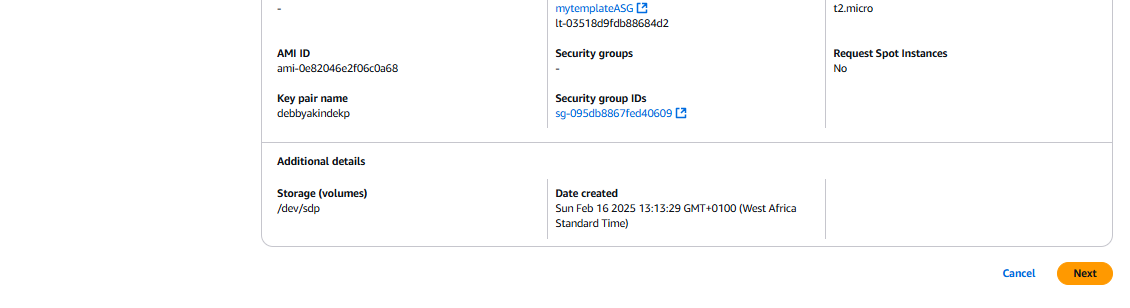 -
mytemplateASG
t2.micro
lt-03518d9fdb88684d2
AMI ID
Security groups
Request Spot Instances
ami-0e82046e2f06c0a68
-
No
Key pair name
Security group IDs
debbyakindekp
sg-095db8867fed40609
Additional details
Storage (volumes)
Date created
/dev/sdp
Sun Feb 16 2025 13:13:29 GMT+0100 (West Africa
Standard Time)
Cancel
Next